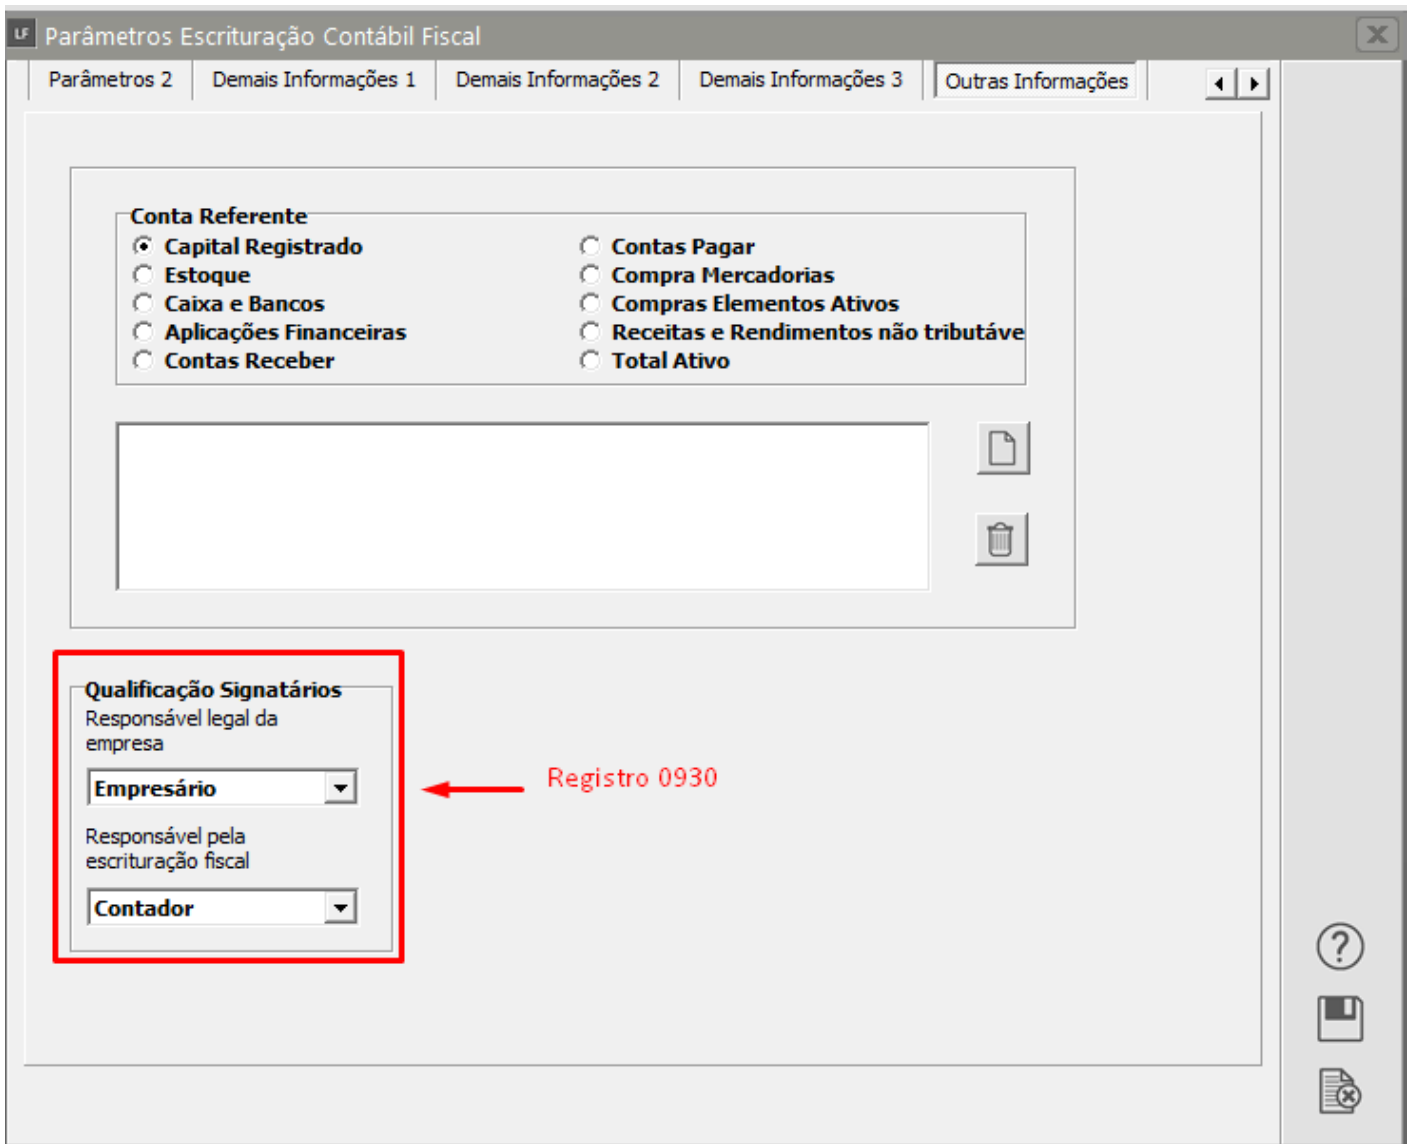 LF Parâmetros Escrituração Contábil Fiscal
Parâmetros 2 Demais Informações 1 Demais Informações 2 Demais Informações 3 Outras Informações
Conta Referente
Capital Registrado Contas Pagar
Estoque Compra Mercadorias
Caixa e Bancos Compras Elementos Ativos
Aplicações Financeiras Receitas e Rendimentos não tributáve
Contas Receber Total Ativo
Qualificação Signatários
Responsável legal da
empresa
Empresário
Registro 0930
Responsável pela
escrituração fiscal
Contador